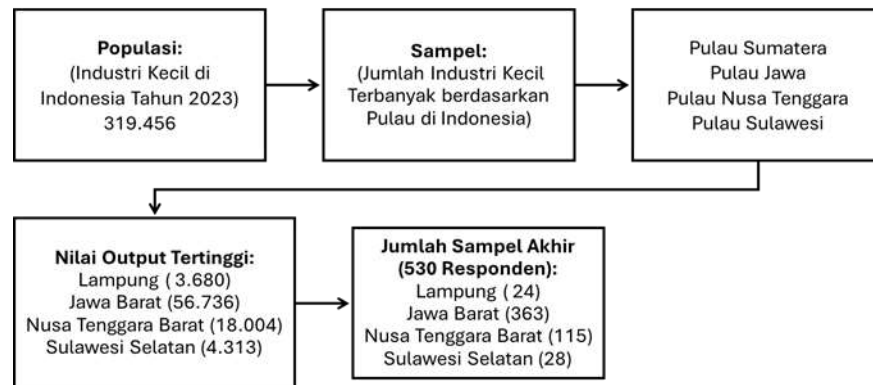 Populasi:
(Industri Kecil di
Indonesia Tahun 2023)
319.456
Sampel:
(Jumlah Industri Kecil
Terbanyak berdasarkan
Pulau di Indonesia)
Pulau Sumatera
Pulau Jawa
Pulau Nusa Tenggara
Pulau Sulawesi
Nilai Output Tertinggi:
Lampung ( 3.680)
Jawa Barat (56.736)
Nusa Tenggara Barat (18.004)
Sulawesi Selatan (4.313)
Jumlah Sampel Akhir
(530 Responden):
Lampung ( 24)
Jawa Barat (363)
Nusa Tenggara Barat (115)
Sulawesi Selatan (28)